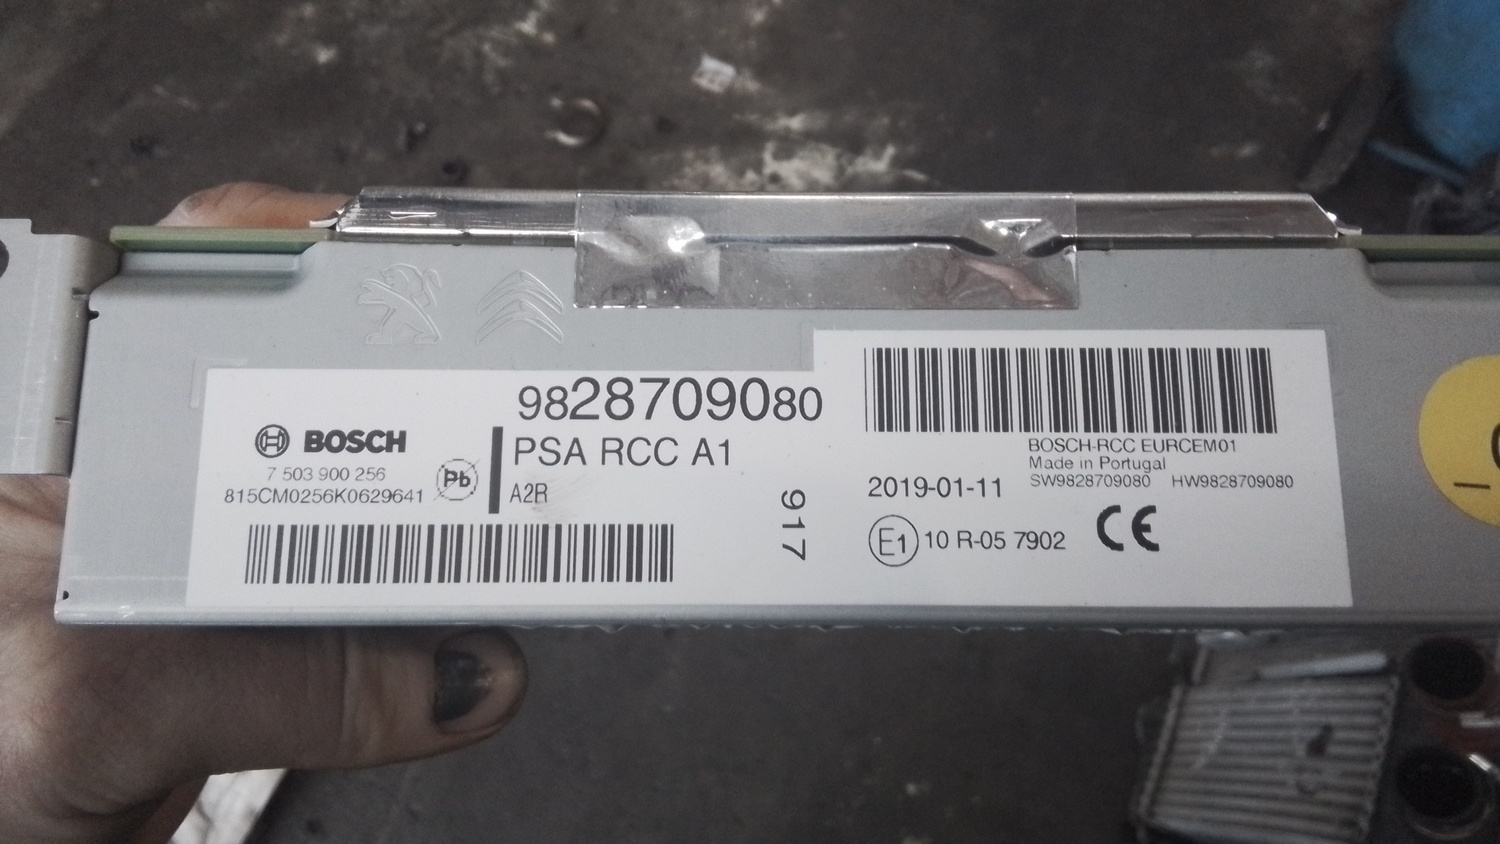 9828709080
BOSCH
PSA RCC A1
7 503 900 256
Pb
815CM0256K0629641
A2R
917
BOSCH-RCC EURCEM01
Made in Portugal
SW9828709080 HW9828709080
2019-01-11
E1 10 R-05 7902
CE